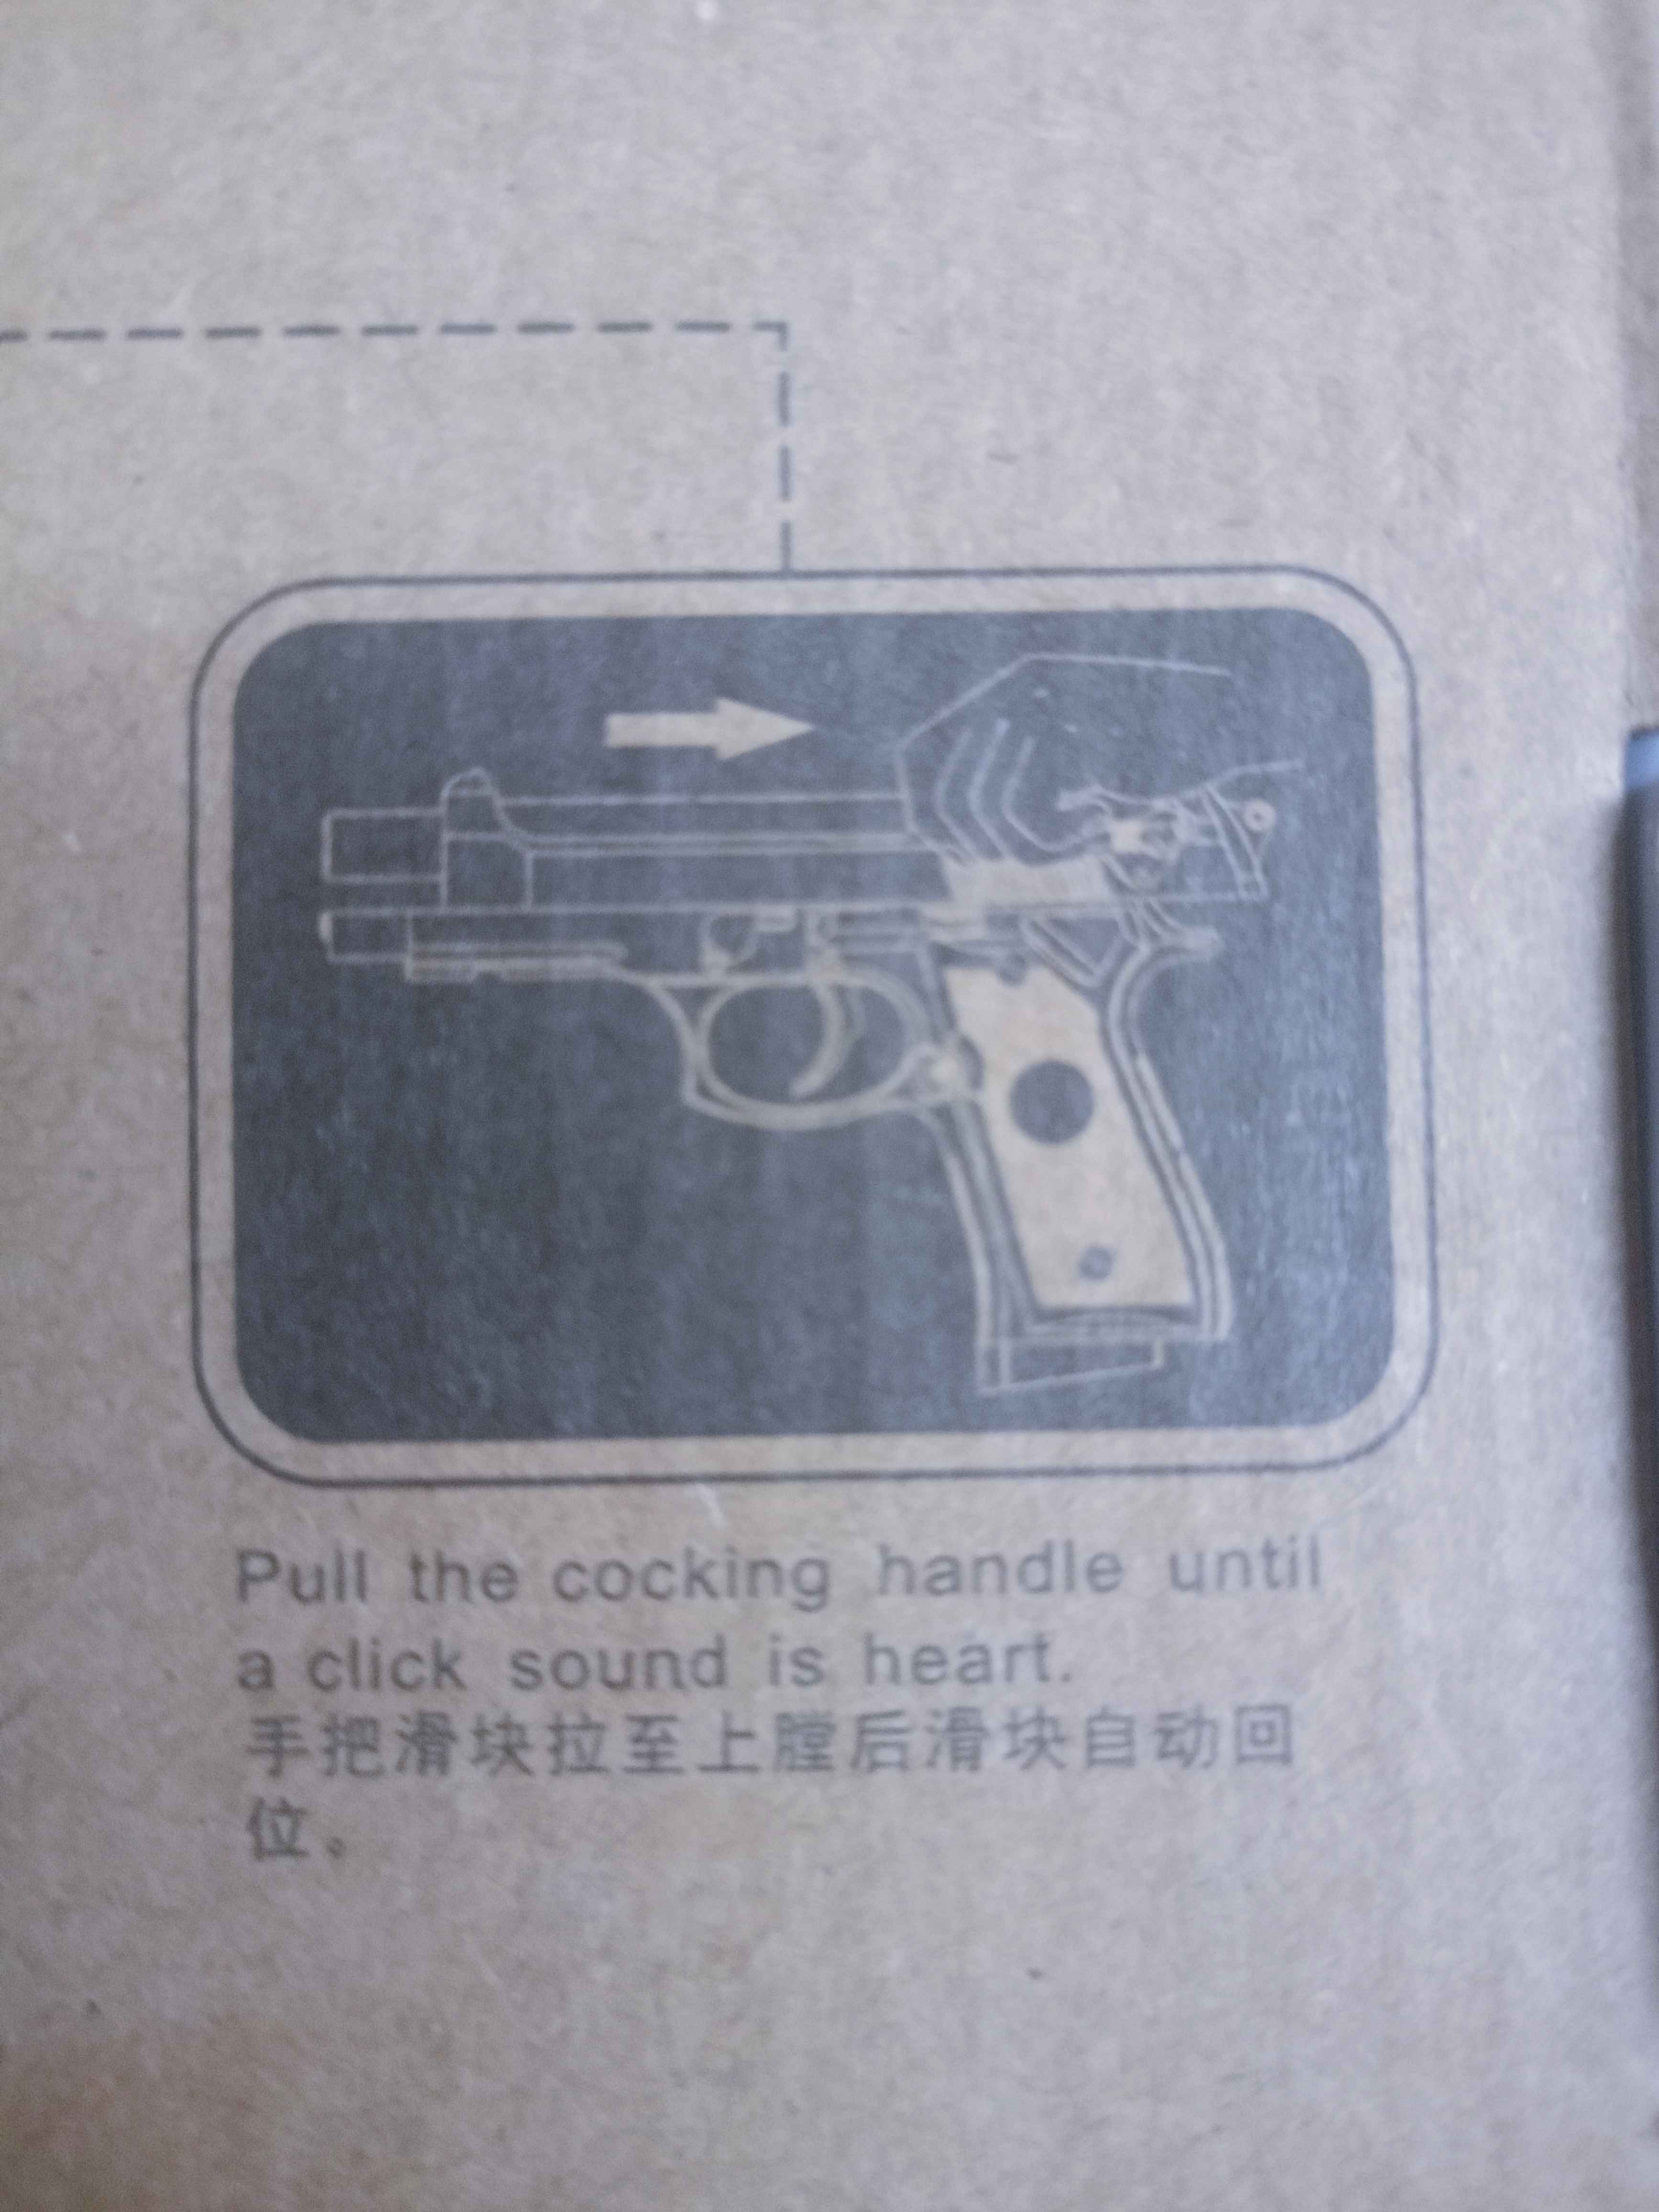 Pull the cocking handle until
a click sound is heart.
手把滑块拉至上膛后滑块自动回
位。